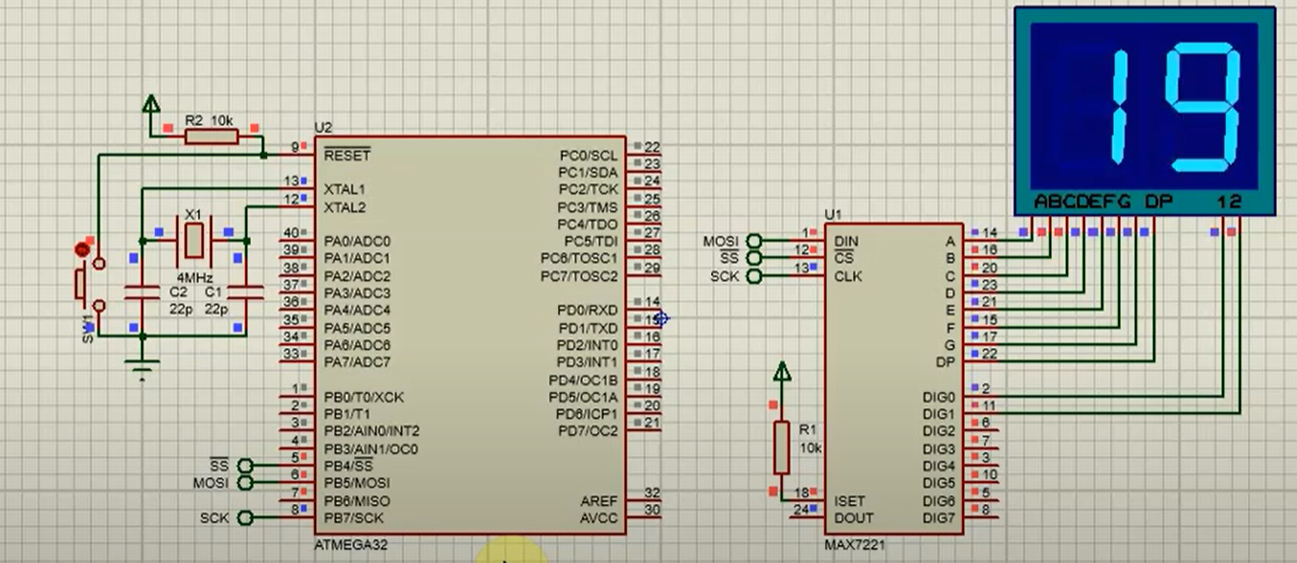 19
ABCDEFG DP 12
R2 10k
U2
9 RESET
13 XTAL1
12 XTAL2
X1
4MHz
C2 C1
22p 22p
SW1
40 PA0/ADC0
39 PA1/ADC1
38 PA2/ADC2
37 PA3/ADC3
36 PA4/ADC4
35 PA5/ADC5
34 PA6/ADC6
33 PA7/ADC7
1 PB0/T0/XCK
2 PB1/T1
3 PB2/AIN0/INT2
4 PB3/AIN1/OC0
SS 5 PB4/SS
MOSI 6 PB5/MOSI
7 PB6/MISO
SCK 8 PB7/SCK
PC0/SCL 22
PC1/SDA 23
PC2/TCK 24
PC3/TMS 25
PC4/TDO 26
PC5/TDI 27
PC6/TOSC1 28
PC7/TOSC2 29
PD0/RXD 14
PD1/TXD 15
PD2/INT0 16
PD3/INT1 17
PD4/OC1B 18
PD5/OC1A 19
PD6/ICP1 20
PD7/OC2 21
AREF 32
AVCC 30
ATMEGA32
U1
MOSI 1 DIN
SS 12 CS
SCK 13 CLK
R1
10k
18 ISET
24 DOUT
A 14
B 16
C 20
D 23
E 21
F 15
G 17
DP 22
DIG0 2
DIG1 11
DIG2 6
DIG3 7
DIG4 3
DIG5 10
DIG6 5
DIG7 8
MAX7221